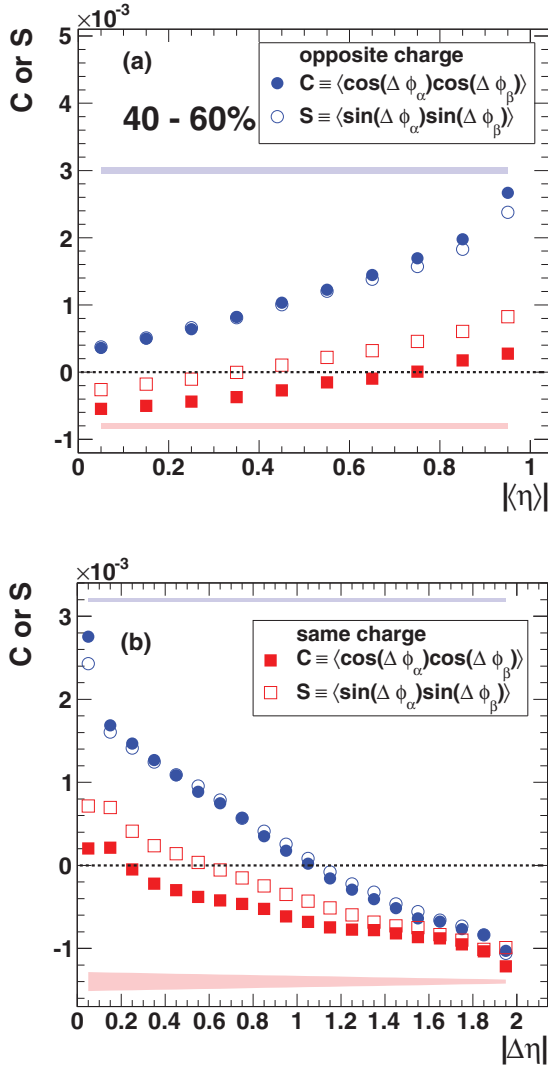 ×10⁻³
C or S
5
4
3
2
1
0
-1
(a)
40 - 60%
opposite charge
C ≡ ⟨cos(Δ ϕα)cos(Δ ϕβ)⟩
S ≡ ⟨sin(Δ ϕα)sin(Δ ϕβ)⟩
0 0.2 0.4 0.6 0.8 1
|⟨η⟩|
×10⁻³
C or S
3
2
1
0
-1
(b)
same charge
C ≡ ⟨cos(Δ ϕα)cos(Δ ϕβ)⟩
S ≡ ⟨sin(Δ ϕα)sin(Δ ϕβ)⟩
0 0.2 0.4 0.6 0.8 1 1.2 1.4 1.6 1.8 2
|Δη|